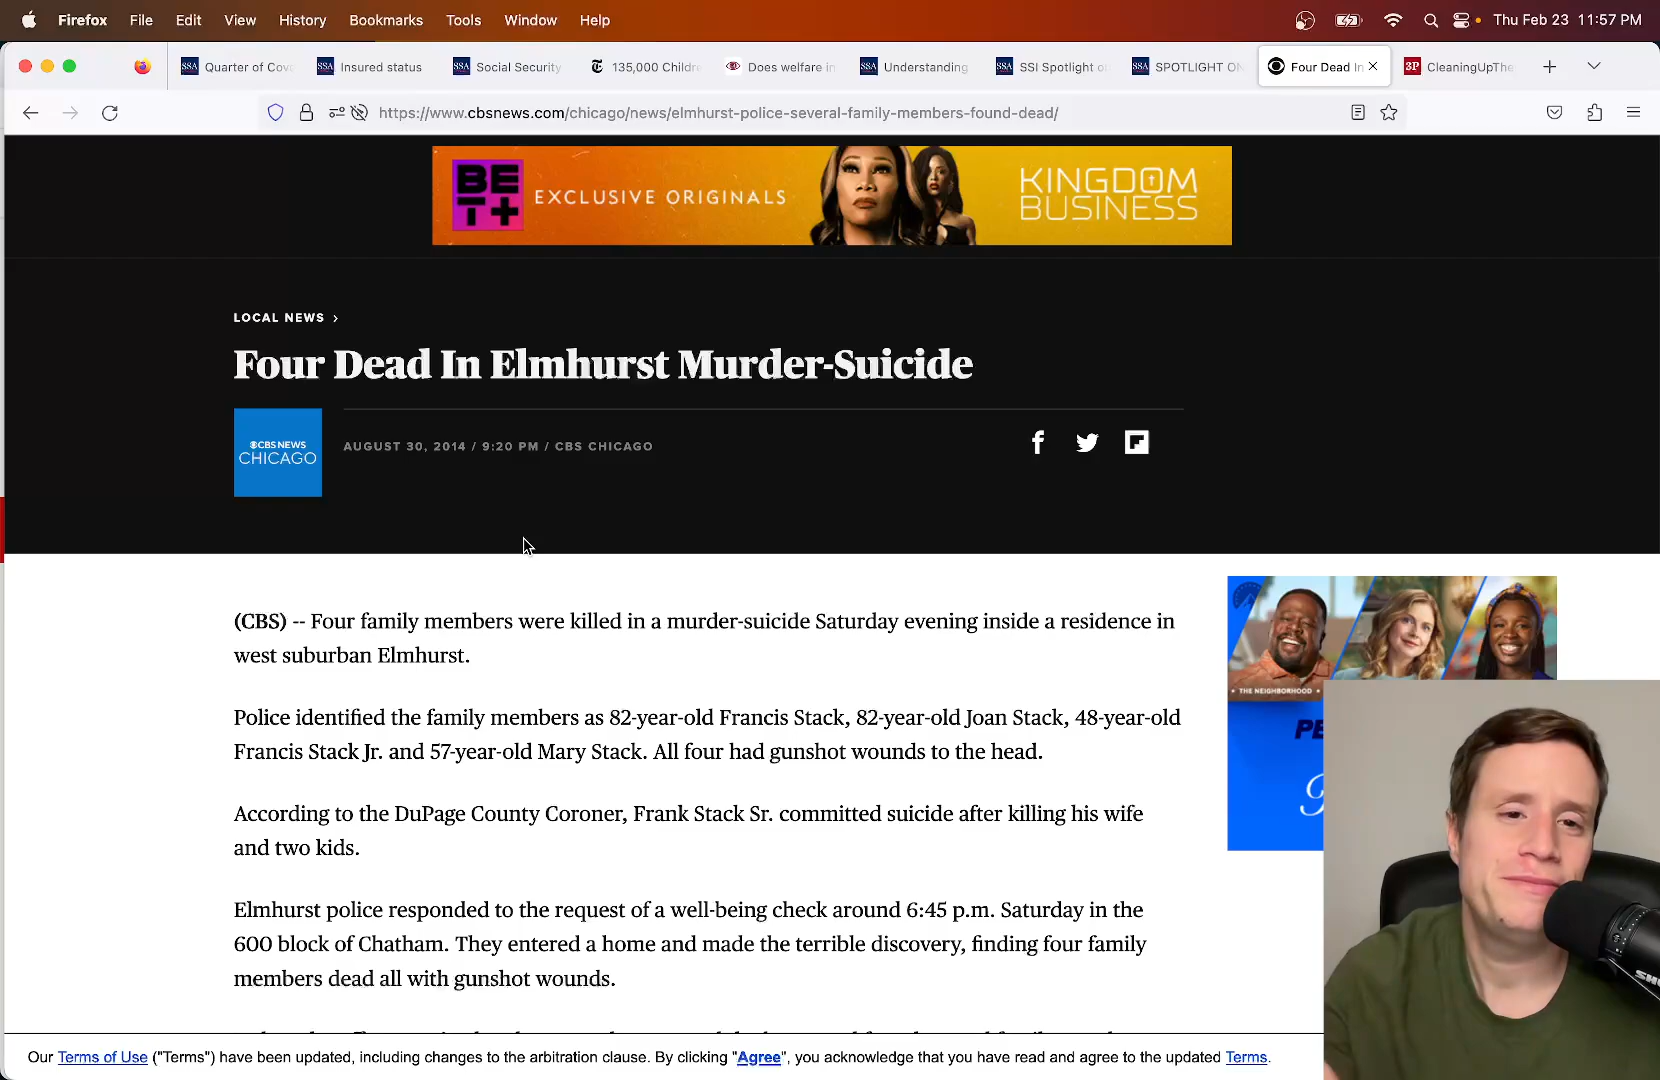 Firefox File Edit View History Bookmarks Tools Window Help Thu Feb 23 11:57 PM
SSA Quarter of Cov SSA Insured status SSA Social Security 135,000 Childr Does welfare in SSA Understanding SSA SSI Spotlight o SSA SPOTLIGHT ON Four Dead In 3P CleaningUpThe
https://www.cbsnews.com/chicago/news/elmhurst-police-several-family-members-found-dead/
BET+ EXCLUSIVE ORIGINALS KINGDOM BUSINESS
LOCAL NEWS >
Four Dead In Elmhurst Murder-Suicide
CBS NEWS
CHICAGO
AUGUST 30, 2014 / 9:20 PM / CBS CHICAGO
(CBS) -- Four family members were killed in a murder-suicide Saturday evening inside a residence in
west suburban Elmhurst.
Police identified the family members as 82-year-old Francis Stack, 82-year-old Joan Stack, 48-year-old
Francis Stack Jr. and 57-year-old Mary Stack. All four had gunshot wounds to the head.
According to the DuPage County Coroner, Frank Stack Sr. committed suicide after killing his wife
and two kids.
Elmhurst police responded to the request of a well-being check around 6:45 p.m. Saturday in the
600 block of Chatham. They entered a home and made the terrible discovery, finding four family
members dead all with gunshot wounds.
• THE NEIGHBORHOOD •
PE
P
Our Terms of Use ("Terms") have been updated, including changes to the arbitration clause. By clicking "Agree", you acknowledge that you have read and agree to the updated Terms.